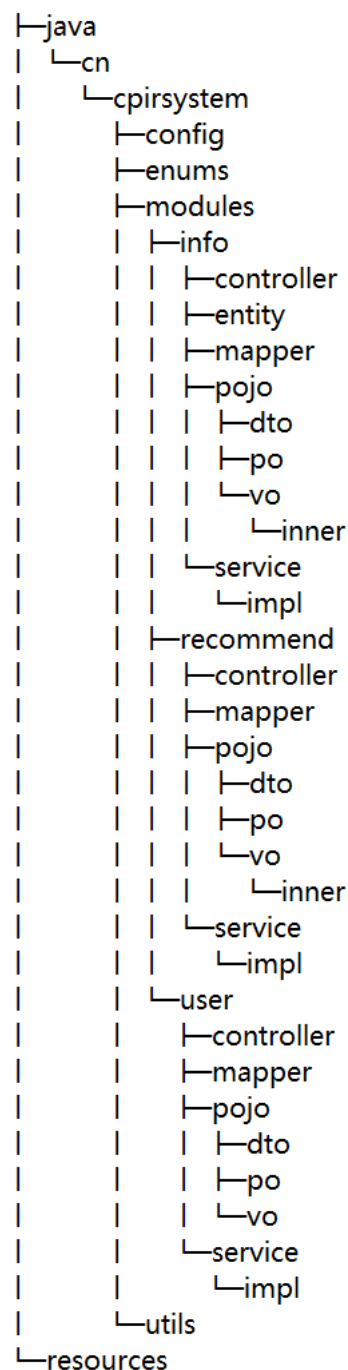 ├─java
│ └─cn
│   └─cpirsystem
│     ├─config
│     ├─enums
│     ├─modules
│     │ ├─info
│     │ │ ├─controller
│     │ │ ├─entity
│     │ │ ├─mapper
│     │ │ ├─pojo
│     │ │ │ ├─dto
│     │ │ │ ├─po
│     │ │ │ └─vo
│     │ │ │   └─inner
│     │ │ └─service
│     │ │   └─impl
│     │ ├─recommend
│     │ │ ├─controller
│     │ │ ├─mapper
│     │ │ ├─pojo
│     │ │ │ ├─dto
│     │ │ │ ├─po
│     │ │ │ └─vo
│     │ │ │   └─inner
│     │ │ └─service
│     │ │   └─impl
│     │ └─user
│     │   ├─controller
│     │   ├─mapper
│     │   ├─pojo
│     │   │ ├─dto
│     │   │ ├─po
│     │   │ └─vo
│     │   └─service
│     │     └─impl
│     └─utils
└─resources